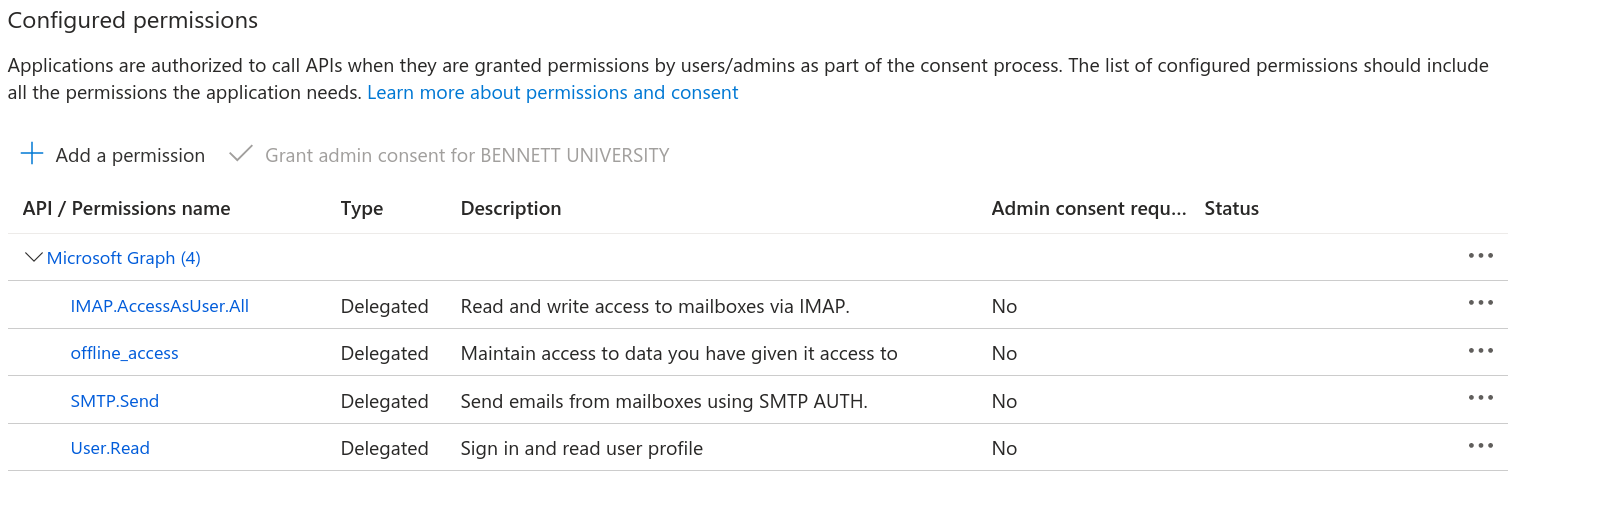 Configured permissions
Applications are authorized to call APIs when they are granted permissions by users/admins as part of the consent process. The list of configured permissions should include
all the permissions the application needs. Learn more about permissions and consent
Add a permission Grant admin consent for BENNETT UNIVERSITY
API / Permissions name Type Description Admin consent requ... Status
Microsoft Graph (4)
IMAP.AccessAsUser.All Delegated Read and write access to mailboxes via IMAP. No
offline_access Delegated Maintain access to data you have given it access to No
SMTP.Send Delegated Send emails from mailboxes using SMTP AUTH. No
User.Read Delegated Sign in and read user profile No